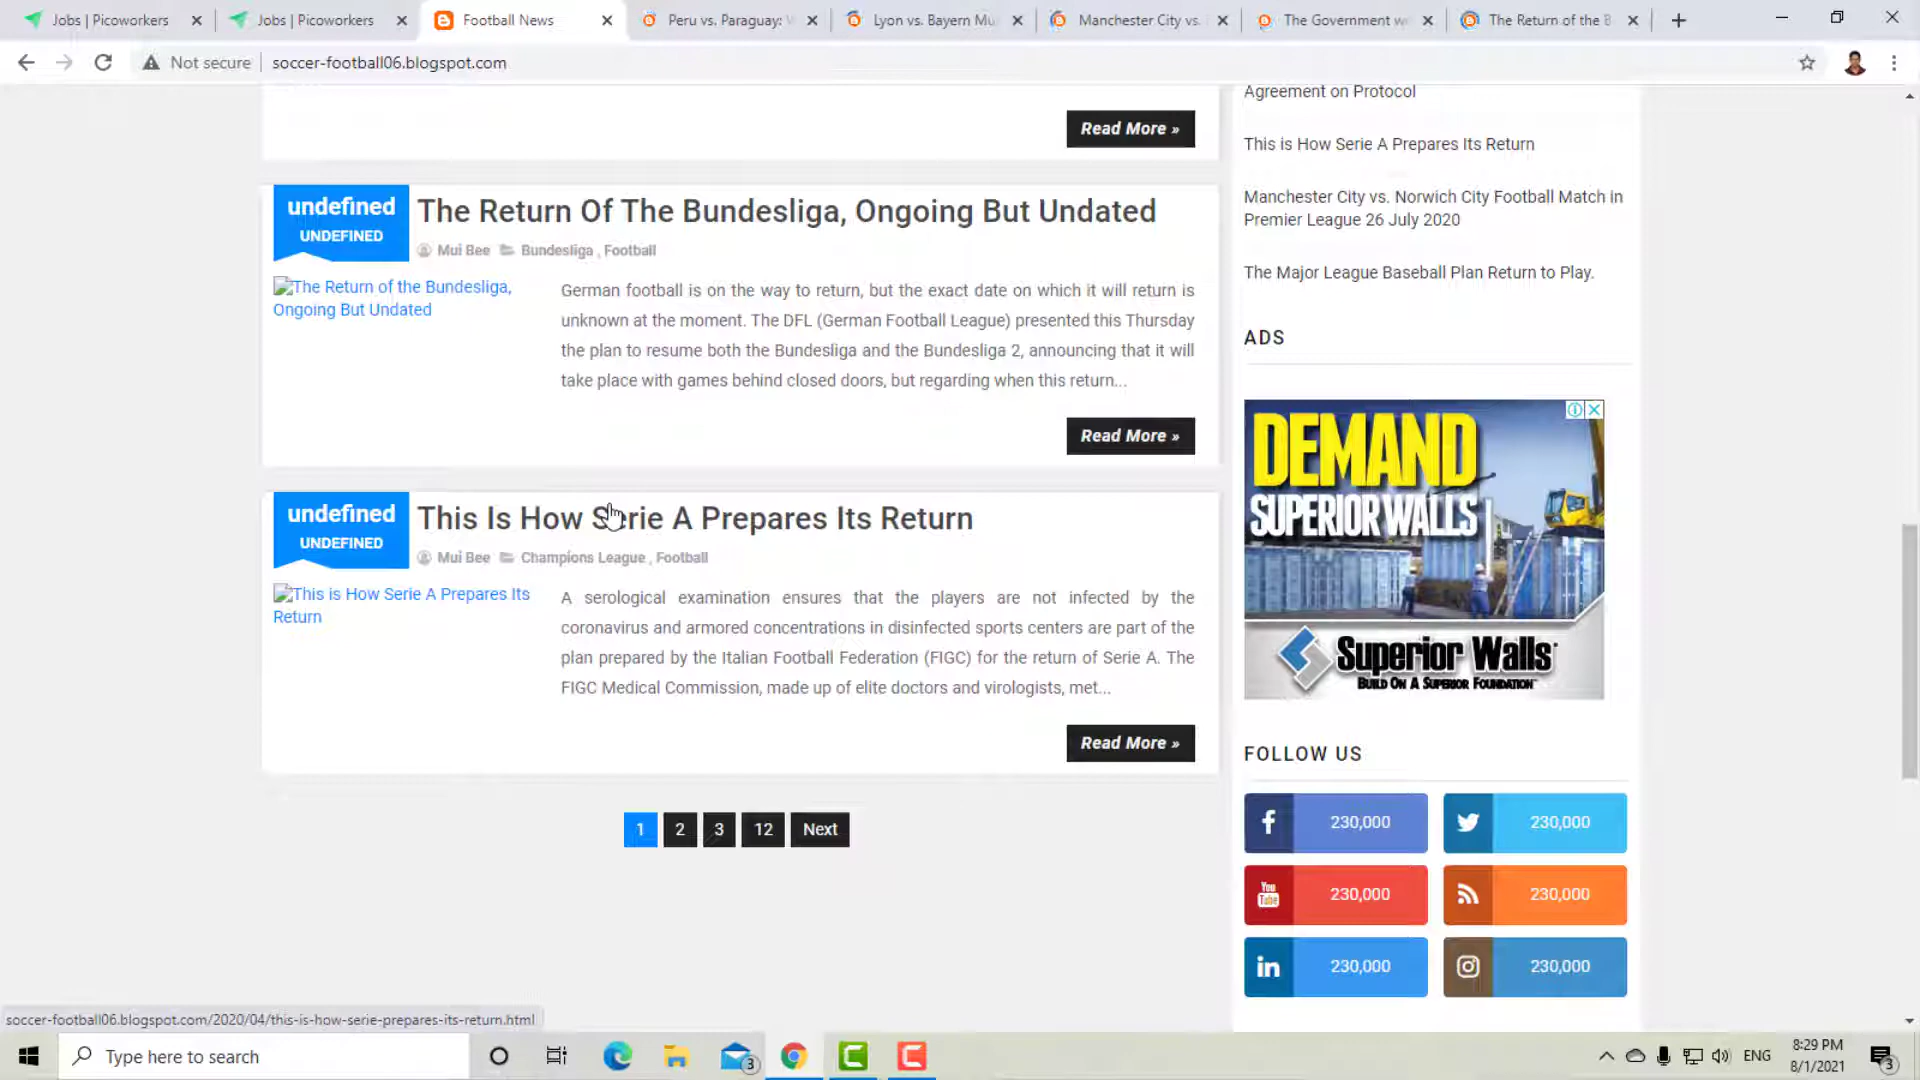 Jobs | Picoworkers
Jobs | Picoworkers
Football News
Peru vs. Paraguay:
Lyon vs. Bayern Mu
Manchester City vs.
The Government w
The Return of the B
Not secure
soccer-football06.blogspot.com
Read More »
undefined
UNDEFINED
The Return Of The Bundesliga, Ongoing But Undated
Mui Bee Bundesliga , Football
The Return of the Bundesliga,
Ongoing But Undated
German football is on the way to return, but the exact date on which it will return is
unknown at the moment. The DFL (German Football League) presented this Thursday
the plan to resume both the Bundesliga and the Bundesliga 2, announcing that it will
take place with games behind closed doors, but regarding when this return...
Read More »
undefined
UNDEFINED
This Is How Serie A Prepares Its Return
Mui Bee Champions League , Football
This is How Serie A Prepares Its
Return
A serological examination ensures that the players are not infected by the
coronavirus and armored concentrations in disinfected sports centers are part of the
plan prepared by the Italian Football Federation (FIGC) for the return of Serie A. The
FIGC Medical Commission, made up of elite doctors and virologists, met...
Read More »
1 2 3 12 Next
Agreement on Protocol
This is How Serie A Prepares Its Return
Manchester City vs. Norwich City Football Match in
Premier League 26 July 2020
The Major League Baseball Plan Return to Play.
ADS
DEMAND
SUPERIOR WALLS
Superior Walls
BUILD ON A SUPERIOR FOUNDATION
FOLLOW US
230,000
230,000
You Tube 230,000
230,000
in 230,000
230,000
soccer-football06.blogspot.com/2020/04/this-is-how-serie-prepares-its-return.html
Type here to search
3
ENG
8:29 PM
8/1/2021
3